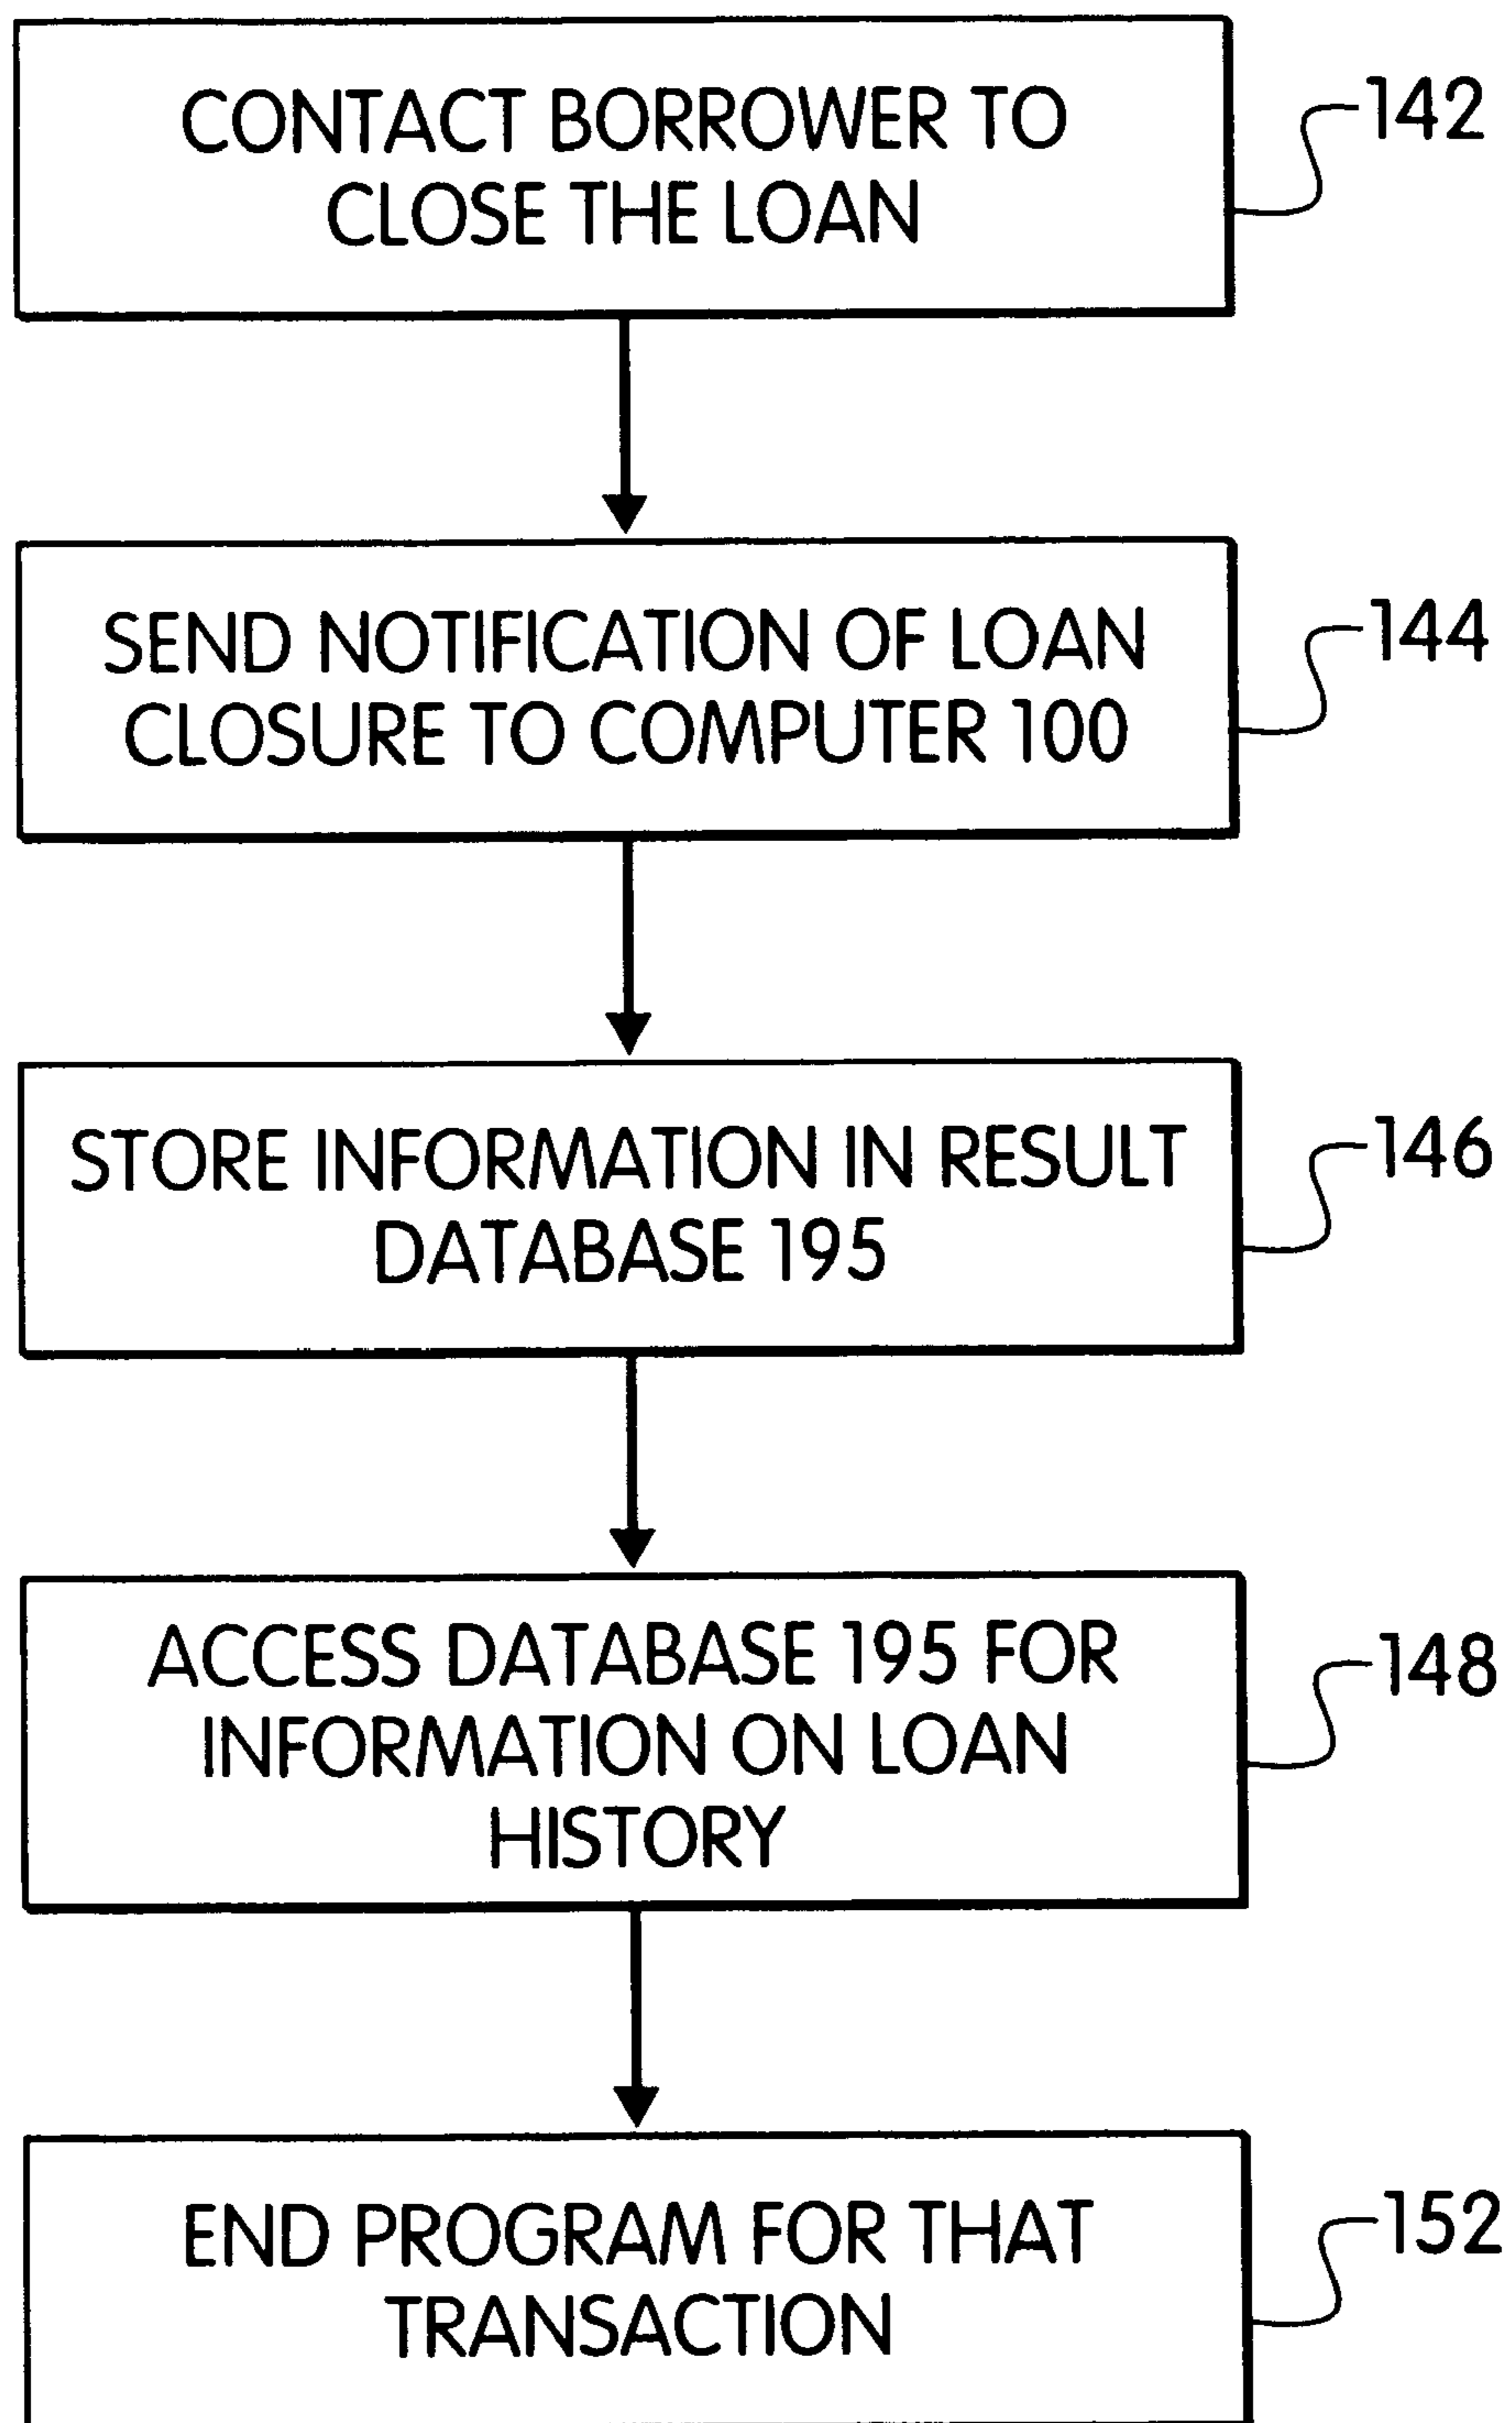 CONTACT BORROWER TO
CLOSE THE LOAN
142
SEND NOTIFICATION OF LOAN
CLOSURE TO COMPUTER 100
144
STORE INFORMATION IN RESULT
DATABASE 195
146
ACCESS DATABASE 195 FOR
INFORMATION ON LOAN
HISTORY
148
END PROGRAM FOR THAT
TRANSACTION
152